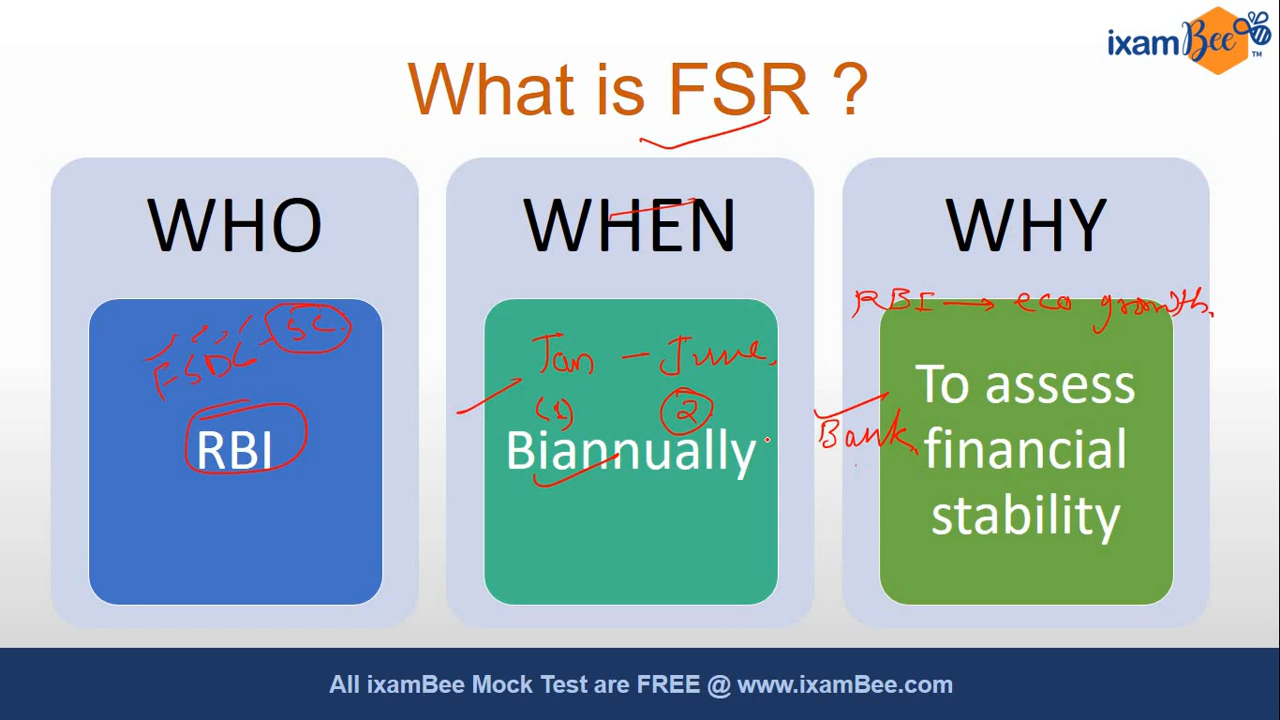 ixamBee™
What is FSR ?
WHO
FSDC - SC.
RBI
WHEN
Jan - June,
(1) 2
Biannually
WHY
RBI → eco growth.
To assess
Bank, financial
stability
All ixamBee Mock Test are FREE @ www.ixamBee.com